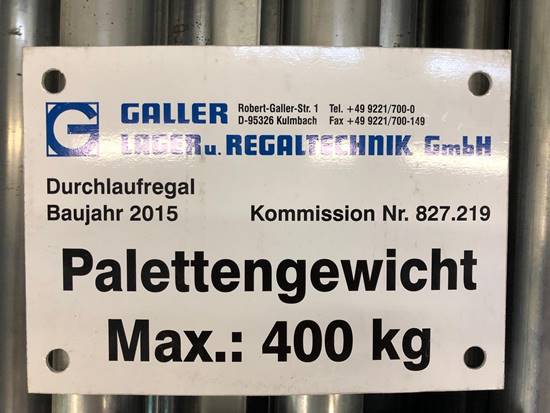 GALLER Robert-Galler-Str. 1 Tel. +49 9221/700-0
D-95326 Kulmbach Fax +49 9221/700-149
LAGER u. REGALTECHNIK GmbH
Durchlaufregal
Baujahr 2015 Kommission Nr. 827.219
Palettengewicht
Max.: 400 kg